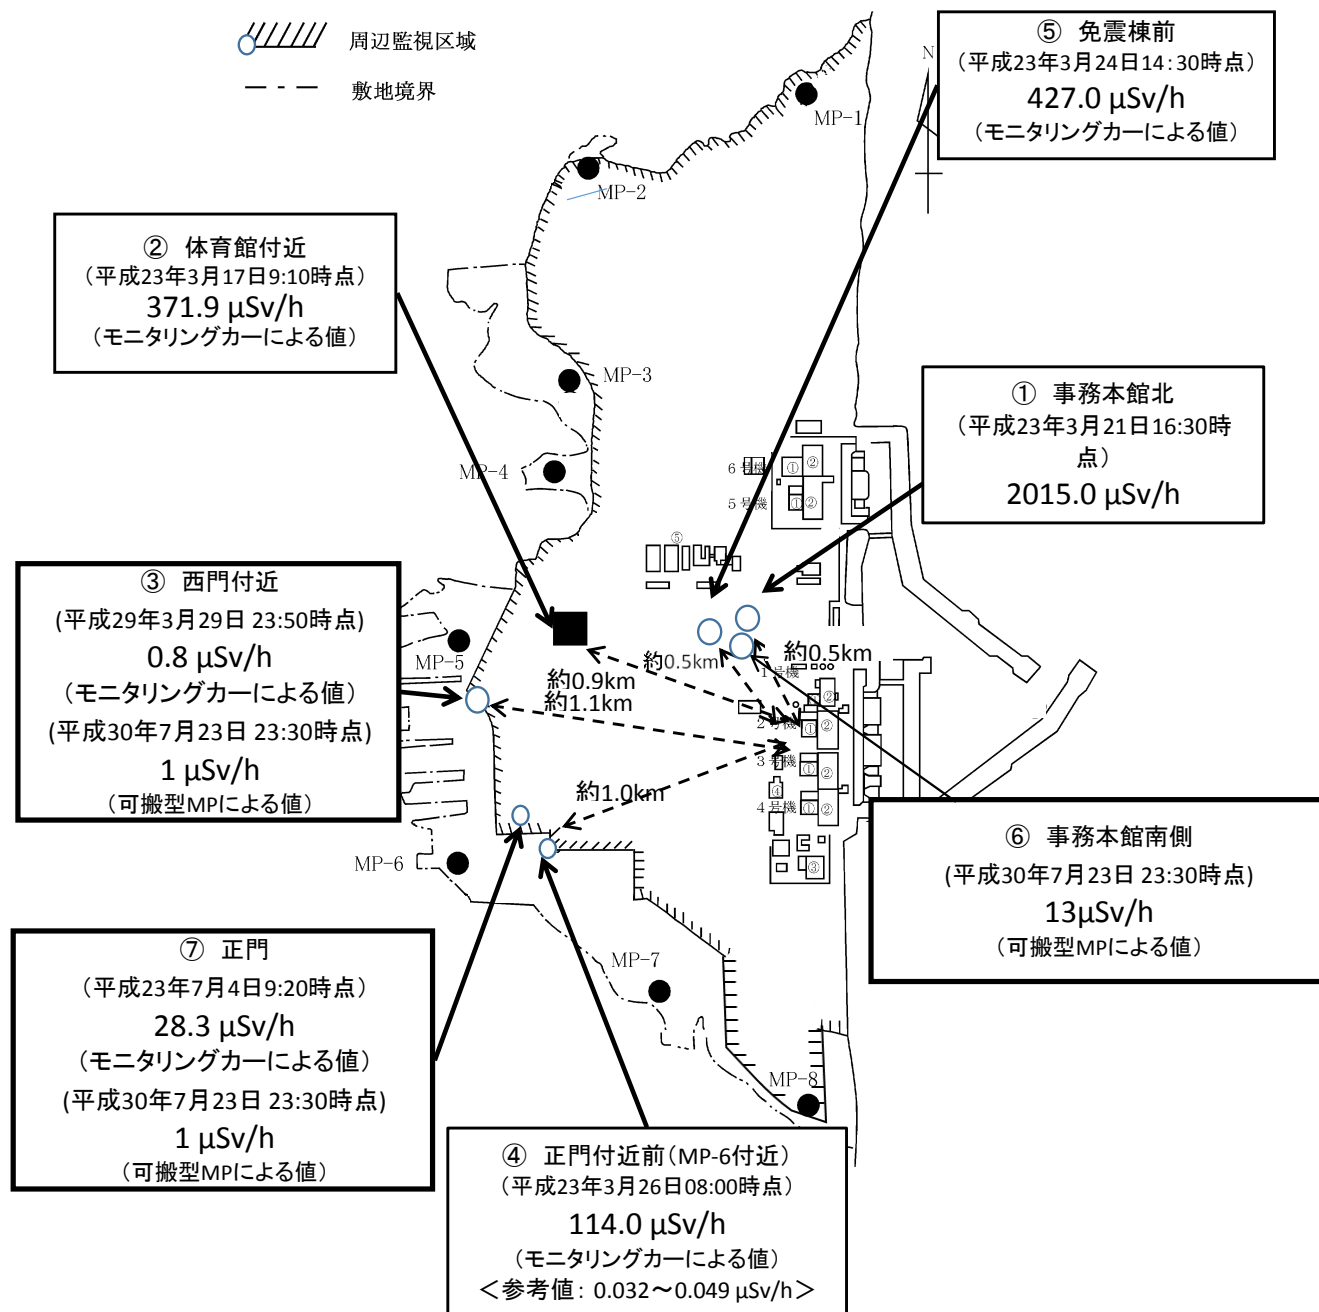 周辺監視区域
敷地境界
⑤ 免震棟前
（平成23年3月24日14：30時点）
427.0 μSv/h
（モニタリングカーによる値）
N
MP-1
MP-2
② 体育館付近
（平成23年3月17日9:10時点）
371.9 μSv/h
（モニタリングカーによる値）
MP-3
① 事務本館北
（平成23年3月21日16:30時
点）
2015.0 μSv/h
MP-4
6号機
① ②
5号機
① ②
⑤
③ 西門付近
(平成29年3月29日 23:50時点)
0.8 μSv/h
（モニタリングカーによる値）
(平成30年7月23日 23:30時点)
1 μSv/h
（可搬型MPによる値）
MP-5
約0.5km
約0.5km
約0.9km
約1.1km
1号機
②
2号機
① ②
3号機
① ②
④
4号機
① ②
③
約1.0km
MP-6
⑥ 事務本館南側
(平成30年7月23日 23:30時点)
13μSv/h
（可搬型MPによる値）
⑦ 正門
（平成23年7月4日9:20時点）
28.3 μSv/h
（モニタリングカーによる値）
(平成30年7月23日 23:30時点)
1 μSv/h
（可搬型MPによる値）
MP-7
MP-8
④ 正門付近前（MP-6付近）
（平成23年3月26日08:00時点）
114.0 μSv/h
（モニタリングカーによる値）
＜参考値： 0.032～0.049 μSv/h＞